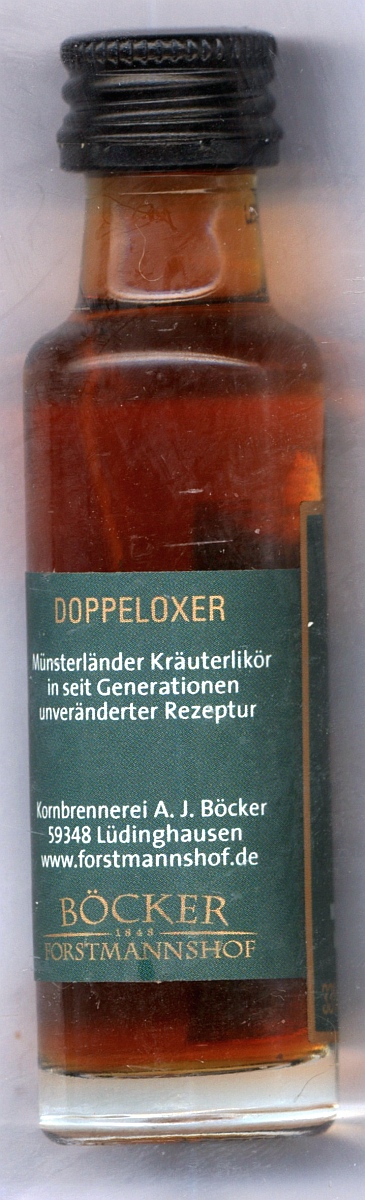 DOPPELOXER
Münsterländer Kräuterlikör
in seit Generationen
unveränderter Rezeptur
Kornbrennerei A. J. Böcker
59348 Lüdinghausen
www.forstmannshof.de
BÖCKER
1848
FORSTMANNSHOF